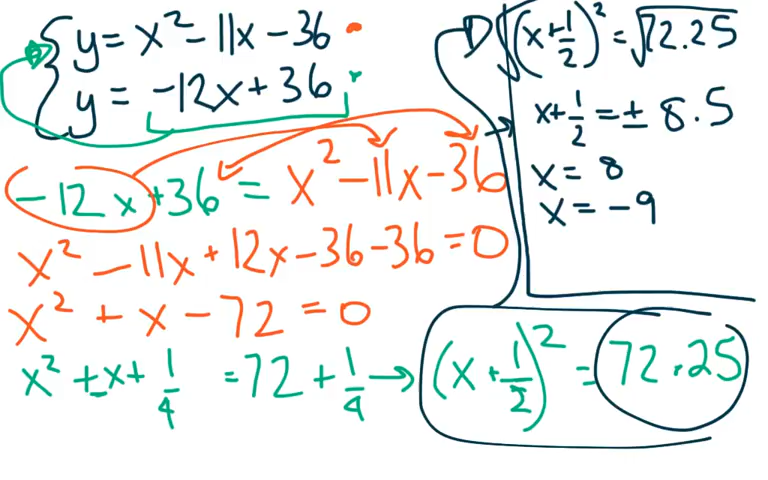 y = x² - 11x - 36
y = -12x + 36
-12x + 36 = x² - 11x - 36
x² - 11x + 12x - 36 - 36 = 0
x² + x - 72 = 0
x² + x + 1/4 = 72 + 1/4 → (x + 1/2)² = 72.25
√(x + 1/2)² = √72.25
x + 1/2 = ± 8.5
x = 8
x = -9